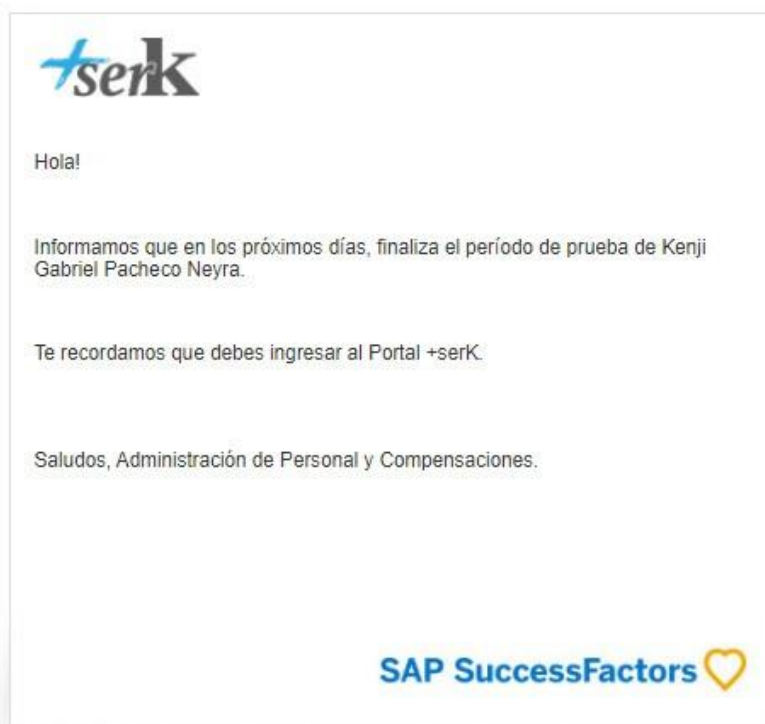 +serK
Hola!
Informamos que en los próximos días, finaliza el período de prueba de Kenji
Gabriel Pacheco Neyra.
Te recordamos que debes ingresar al Portal +serK.
Saludos, Administración de Personal y Compensaciones.
SAP SuccessFactors